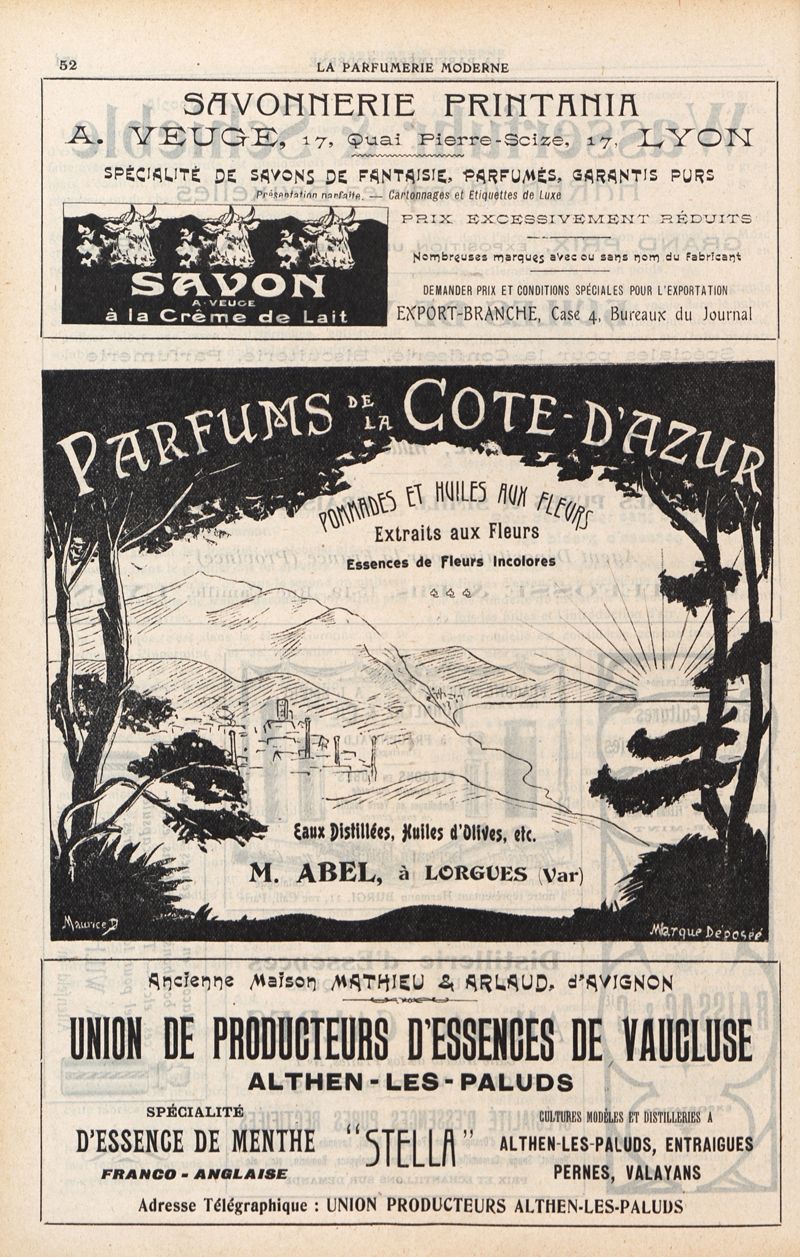 52
LA PARFUMERIE MODERNE
SAVONNERIE PRINTANIA
A. VEUGE, 17, Quai Pierre-Scize, 17, LYON
SPÉCIALITÉ DE SAVONS DE FANTAISIE, PARFUMÉS, GARANTIS PURS
Présentation parfaite. — Cartonnages et Etiquettes de Luxe
SAVON
A. VEUGE
à la Crême de Lait
PRIX EXCESSIVEMENT RÉDUITS
Nombreuses marques avec ou sans nom du Fabricant
DEMANDER PRIX ET CONDITIONS SPÉCIALES POUR L'EXPORTATION
EXPORT-BRANCHE, Case 4, Bureaux du Journal
PARFUMS DE LA COTE-D'AZUR
POMMADES ET HUILES AUX FLEURS
Extraits aux Fleurs
Essences de Fleurs Incolores
Eaux Distillées, Huiles d'Olives, etc.
M. ABEL, à LORGUES (Var)
Maurice D
Marque Déposée
Ancienne Maison MATHIEU & ARLAUD, d'AVIGNON
UNION DE PRODUCTEURS D'ESSENCES DE VAUCLUSE
ALTHEN-LES-PALUDS
SPÉCIALITÉ
D'ESSENCE DE MENTHE
FRANCO-ANGLAISE
"STELLA"
CULTURES MODÈLES ET DISTILLERIES A
ALTHEN-LES-PALUDS, ENTRAIGUES
PERNES, VALAYANS
Adresse Télégraphique : UNION PRODUCTEURS ALTHEN-LES-PALUDS